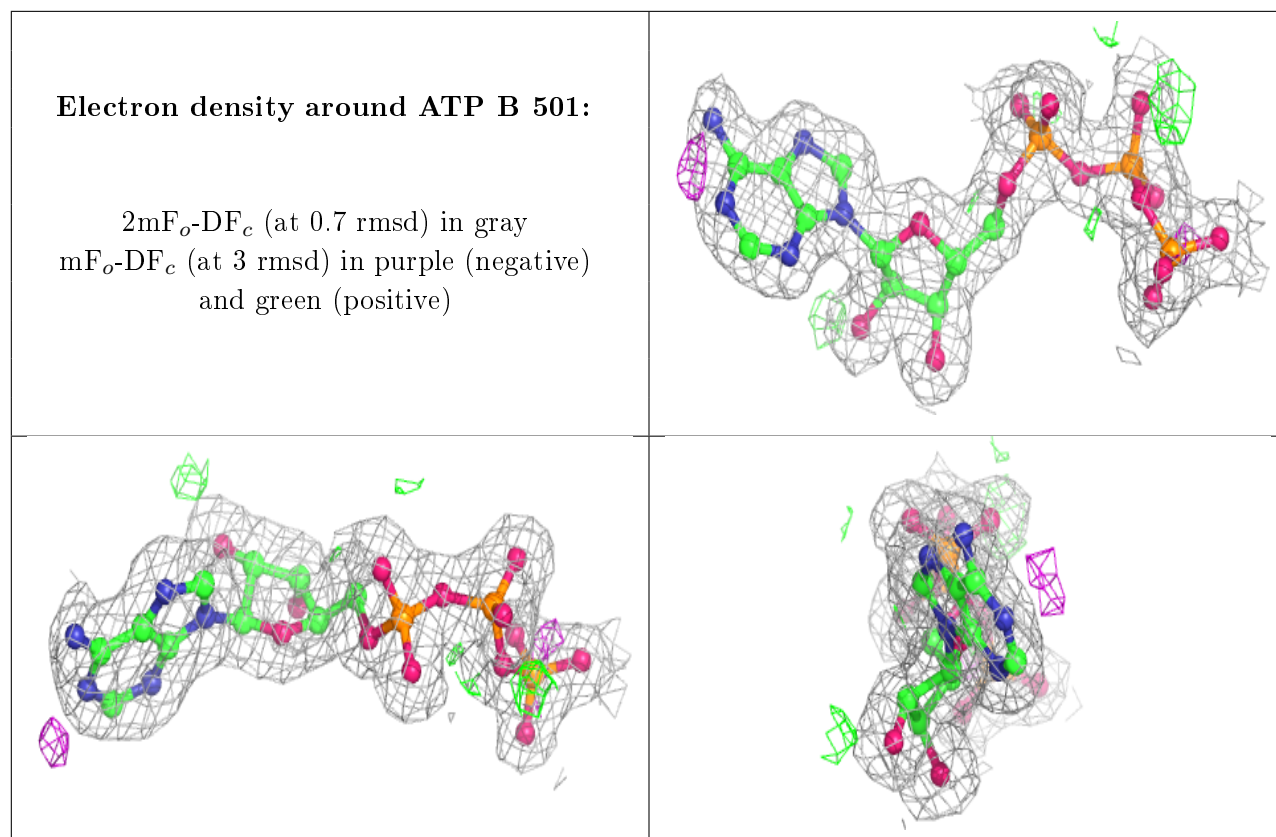 Electron density around ATP B 501:
2mFₒ-DF𝒸 (at 0.7 rmsd) in gray
mFₒ-DF𝒸 (at 3 rmsd) in purple (negative)
and green (positive)